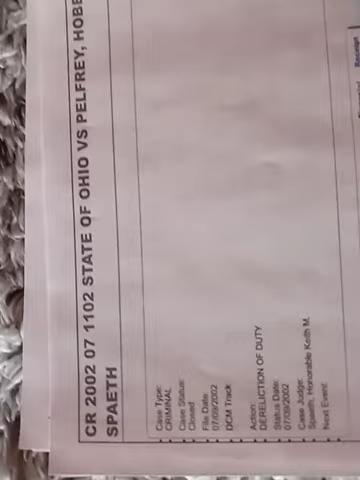 CR 2002 07 1102 STATE OF OHIO VS PELFREY, HOBE
SPAETH
Case Type:
CRIMINAL
Case Status:
Closed
File Date:
07/09/2002
DCM Track:
Action:
DERELICTION OF DUTY
Status Date:
07/09/2002
Case Judge:
Spaeth, Honorable Keith M.
Next Event:
Receipt